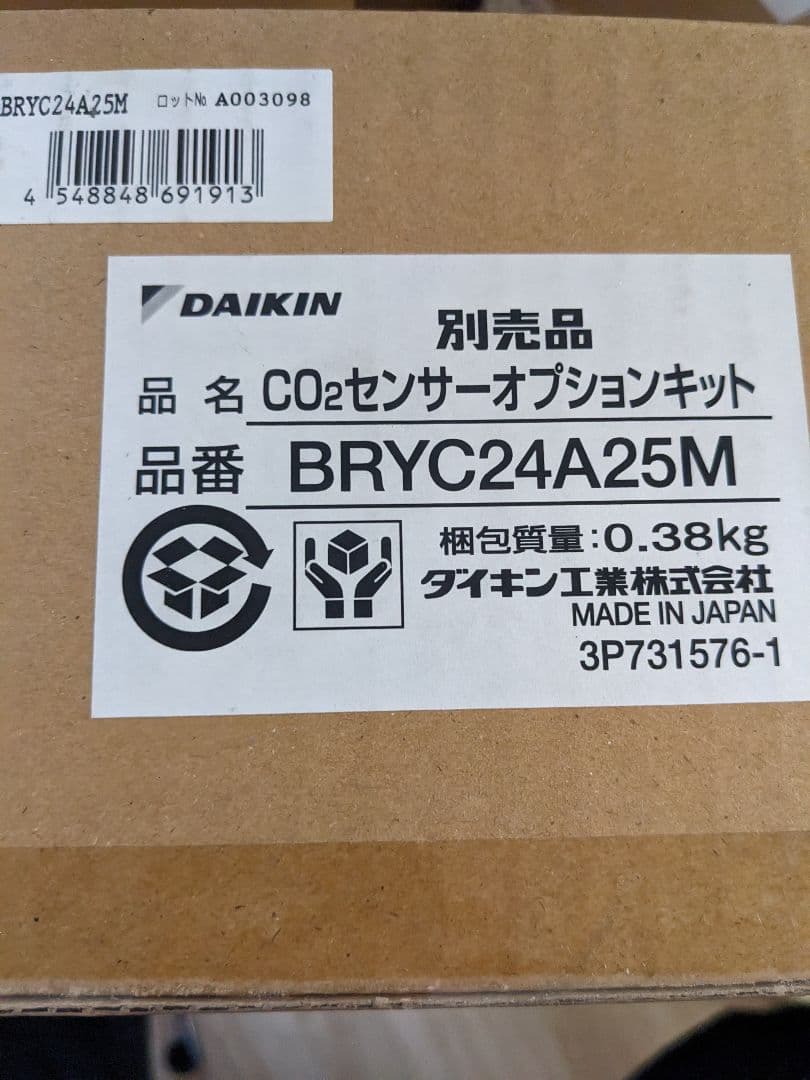 BRYC24A25M ロット№ A003098
4 548848 691913
DAIKIN
別売品
品名 CO₂センサーオプションキット
品番 BRYC24A25M
梱包質量:0.38kg
ダイキン工業株式会社
MADE IN JAPAN
3P731576-1